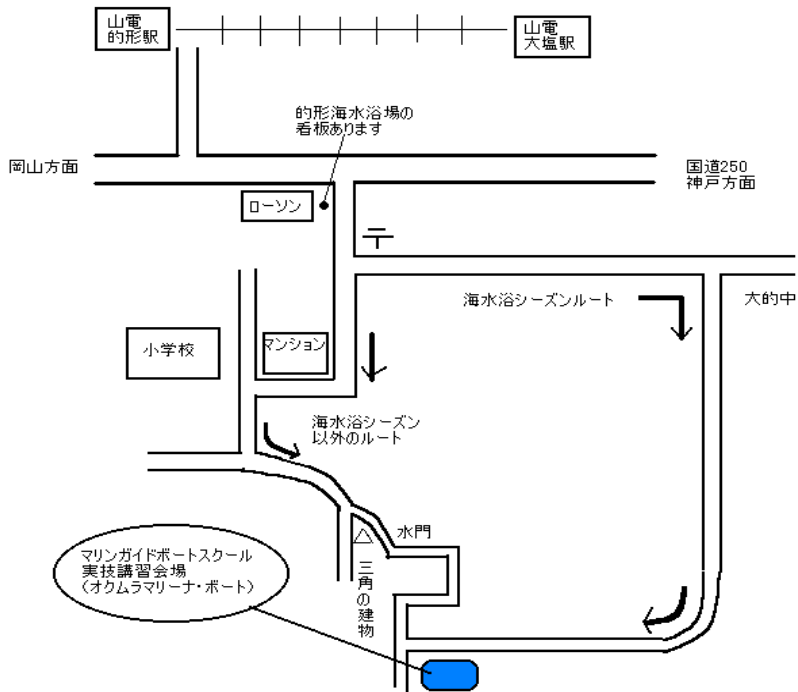 山電
的形駅
山電
大塩駅
的形海水浴場の
看板あります
岡山方面
国道250
神戸方面
ローソン
〒
海水浴シーズンルート
大的中
小学校
マンション
海水浴シーズン
以外のルート
水門
マリンガイドボートスクール
実技講習会場
(オクムラマリーナ・ボート)
三角の建物